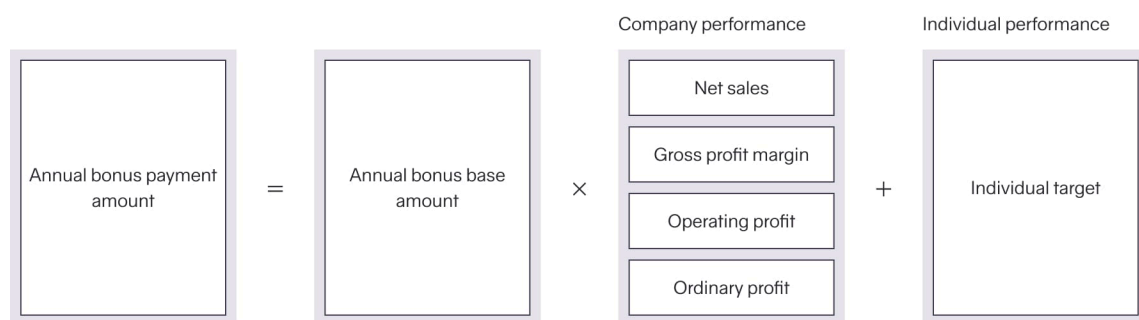 Company performance
Individual performance
Annual bonus payment
amount
=
Annual bonus base
amount
×
Net sales
Gross profit margin
Operating profit
Ordinary profit
+
Individual target